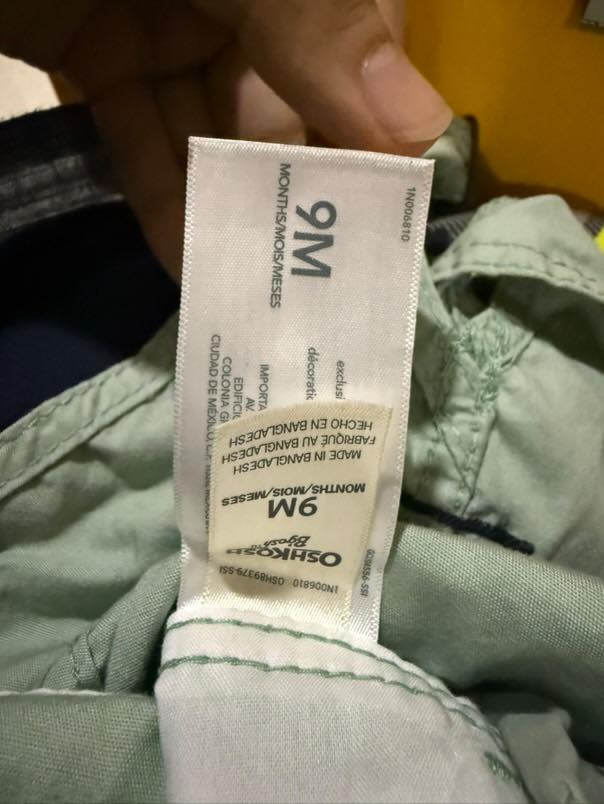 1N006810
9M
MONTHS/MOIS/MESES
exclusi
décorati
IMPORTA
AV.
EDIFICI
COLONIA G
CIUDAD DE MÉXICO, C.P.
1N006810 OSH89379-SSI
OSHKOSH
B'gosh
9M
MONTHS/MOIS/MESES
MADE IN BANGLADESH
FABRIQUÉ AU BANGLADESH
HECHO EN BANGLADESH